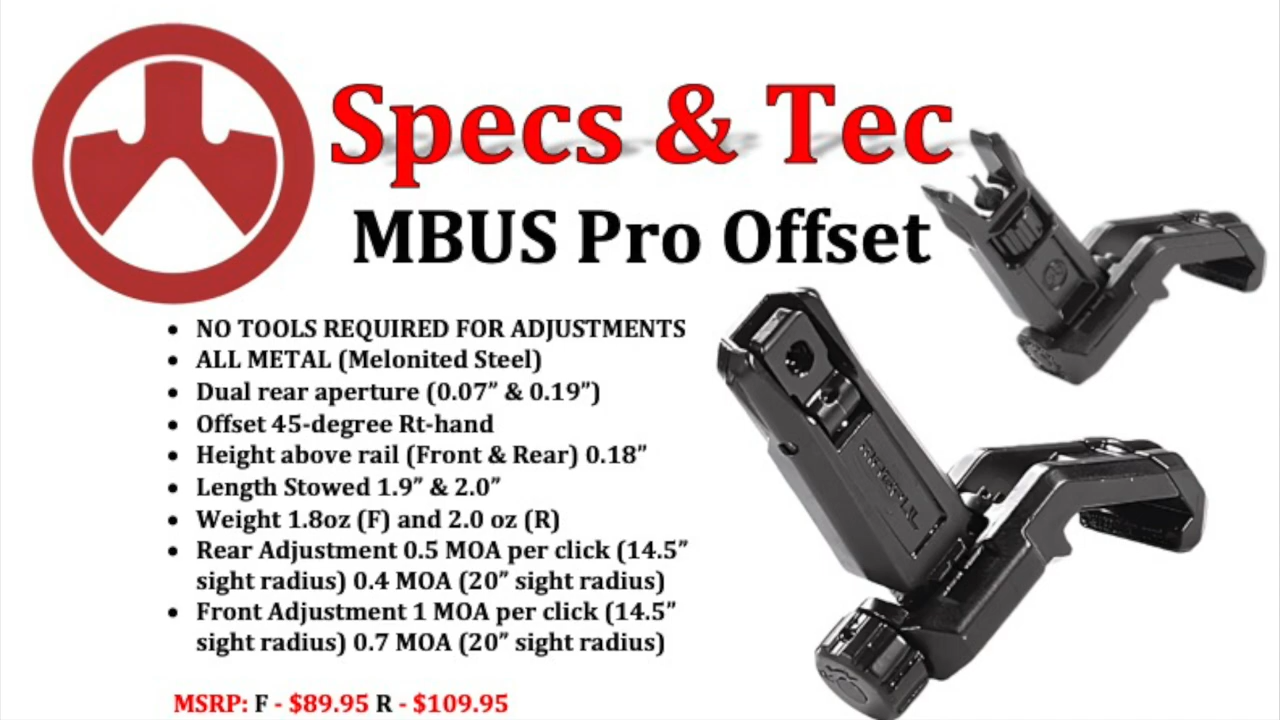 Specs & Tec
MBUS Pro Offset
• NO TOOLS REQUIRED FOR ADJUSTMENTS
• ALL METAL (Melonited Steel)
• Dual rear aperture (0.07” & 0.19”)
• Offset 45-degree Rt-hand
• Height above rail (Front & Rear) 0.18”
• Length Stowed 1.9” & 2.0”
• Weight 1.8oz (F) and 2.0 oz (R)
• Rear Adjustment 0.5 MOA per click (14.5”
sight radius) 0.4 MOA (20” sight radius)
• Front Adjustment 1 MOA per click (14.5”
sight radius) 0.7 MOA (20” sight radius)
MSRP: F - $89.95 R - $109.95
MAGPUL